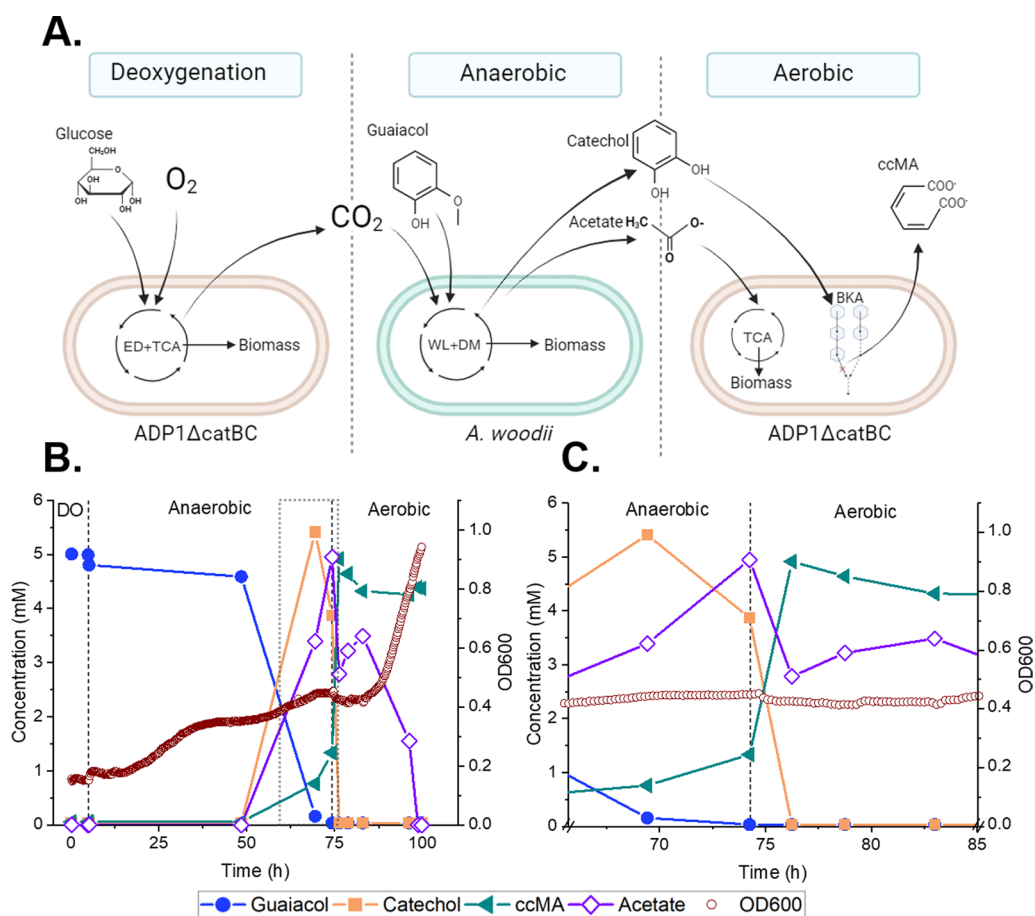 A.
Deoxygenation
Anaerobic
Aerobic
Glucose
CH₂OH
O
OH
OH
OH
OH
O₂
CO₂
Guaiacol
O
OH
Catechol
OH
OH
Acetate
H₃C
O-
O
ccMA
COO⁻
COO⁻
ED+TCA
Biomass
WL+DM
Biomass
TCA
Biomass
BKA
x
ADP1ΔcatBC
A. woodii
ADP1ΔcatBC
B.
DO
Anaerobic
Aerobic
Concentration (mM)
6
5
4
3
2
1
0
OD600
1.0
0.8
0.6
0.4
0.2
0.0
0
25
50
75
100
Time (h)
C.
Anaerobic
Aerobic
Concentration (mM)
6
5
4
3
2
1
0
OD600
1.0
0.8
0.6
0.4
0.2
0.0
70
75
80
85
Time (h)
Guaiacol
Catechol
ccMA
Acetate
OD600